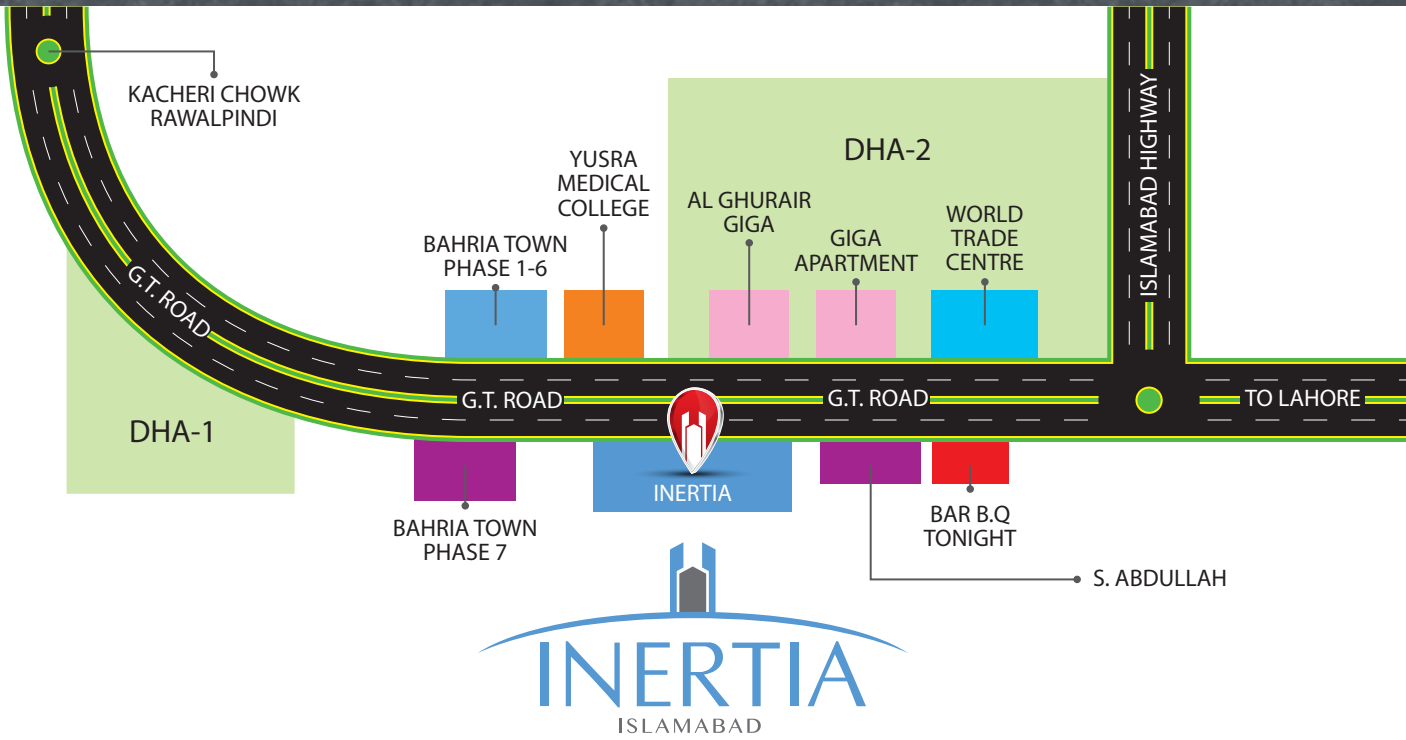 KACHERI CHOWK
RAWALPINDI
ISLAMABAD HIGHWAY
DHA-2
YUSRA
MEDICAL
COLLEGE
AL GHURAIR
GIGA
WORLD
TRADE
CENTRE
BAHRIA TOWN
PHASE 1-6
GIGA
APARTMENT
G.T. ROAD
G.T. ROAD
G.T. ROAD
TO LAHORE
DHA-1
INERTIA
BAHRIA TOWN
PHASE 7
BAR B.Q
TONIGHT
S. ABDULLAH
INERTIA
ISLAMABAD